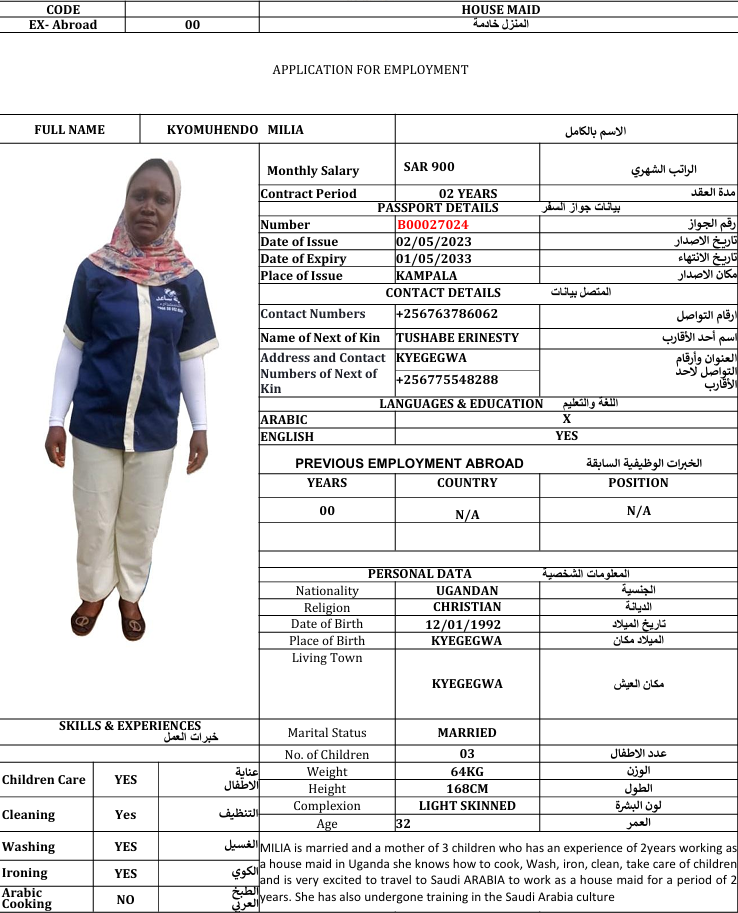 CODE HOUSE MAID
EX- Abroad 00 المنزل خادمة
APPLICATION FOR EMPLOYMENT
FULL NAME KYOMUHENDO MILIA الاسم بالكامل
Monthly Salary SAR 900 الراتب الشهري
Contract Period 02 YEARS مدة العقد
PASSPORT DETAILS بيانات جواز السفر
Number B00027024 رقم الجواز
Date of Issue 02/05/2023 تاريخ الاصدار
Date of Expiry 01/05/2033 تاريخ الانتهاء
Place of Issue KAMPALA مكان الاصدار
CONTACT DETAILS المتصل بيانات
Contact Numbers +256763786062 ارقام التواصل
Name of Next of Kin TUSHABE ERINESTY اسم أحد الأقارب
Address and Contact KYEGEGWA العنوان وأرقام
Numbers of Next of +256775548288 التواصل لأحد
Kin الأقارب
LANGUAGES & EDUCATION اللغة والتعليم
ARABIC X
ENGLISH YES
PREVIOUS EMPLOYMENT ABROAD الخبرات الوظيفية السابقة
YEARS COUNTRY POSITION
00 N/A N/A
PERSONAL DATA المعلومات الشخصية
Nationality UGANDAN الجنسية
Religion CHRISTIAN الديانة
Date of Birth 12/01/1992 تاريخ الميلاد
Place of Birth KYEGEGWA الميلاد مكان
Living Town
KYEGEGWA مكان العيش
Marital Status MARRIED
No. of Children 03 عدد الاطفال
Weight 64KG الوزن
Height 168CM الطول
Complexion LIGHT SKINNED لون البشرة
Age 32 العمر
SKILLS & EXPERIENCES
خبرات العمل
Children Care YES عناية
الاطفال
Cleaning Yes التنظيف
Washing YES الغسيل
Ironing YES الكوي
Arabic
Cooking NO الطبخ
العربي
MILIA is married and a mother of 3 children who has an experience of 2years working as
a house maid in Uganda she knows how to cook, Wash, iron, clean, take care of children
and is very excited to travel to Saudi ARABIA to work as a house maid for a period of 2
years. She has also undergone training in the Saudi Arabia culture